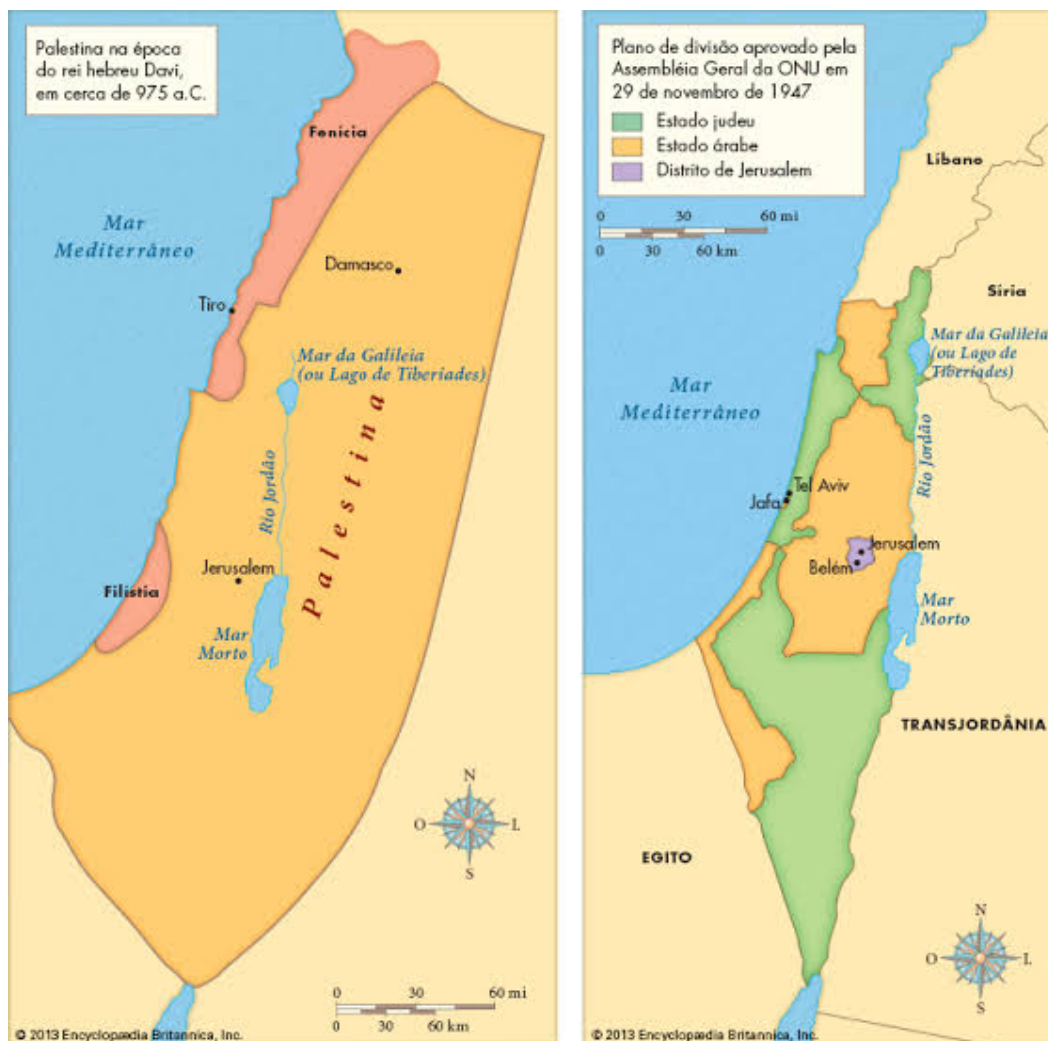 Palestina na época
do rei hebreu Davi,
em cerca de 975 a.C.
Fenícia
Mar
Mediterrâneo
Damasco
Tiro
Mar da Galileia
(ou Lago de Tiberíades)
Palestina
Rio Jordão
Jerusalem
Filístia
Mar
Morto
N
O
L
S
0 30 60 mi
0 30 60 km
© 2013 Encyclopædia Britannica, Inc.
Plano de divisão aprovado pela
Assembléia Geral da ONU em
29 de novembro de 1947
Estado judeu
Estado árabe
Distrito de Jerusalem
0 30 60 mi
0 30 60 km
Líbano
Síria
Mar da Galileia
(ou Lago de
Tiberíades)
Mar
Mediterrâneo
Rio Jordão
Tel Aviv
Jafa
Jerusalem
Belém
Mar
Morto
TRANSJORDÂNIA
EGITO
N
O
L
S
© 2013 Encyclopædia Britannica, Inc.